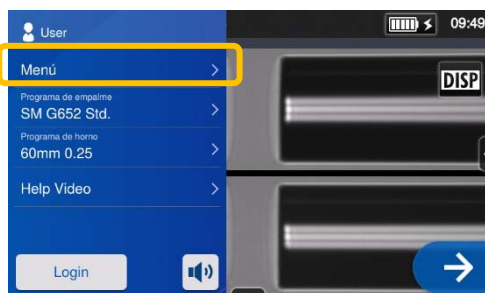 User
09:49
Menú
DISP
Programa de empalme
SM G652 Std.
Programa de horno
60mm 0.25
Help Video
Login